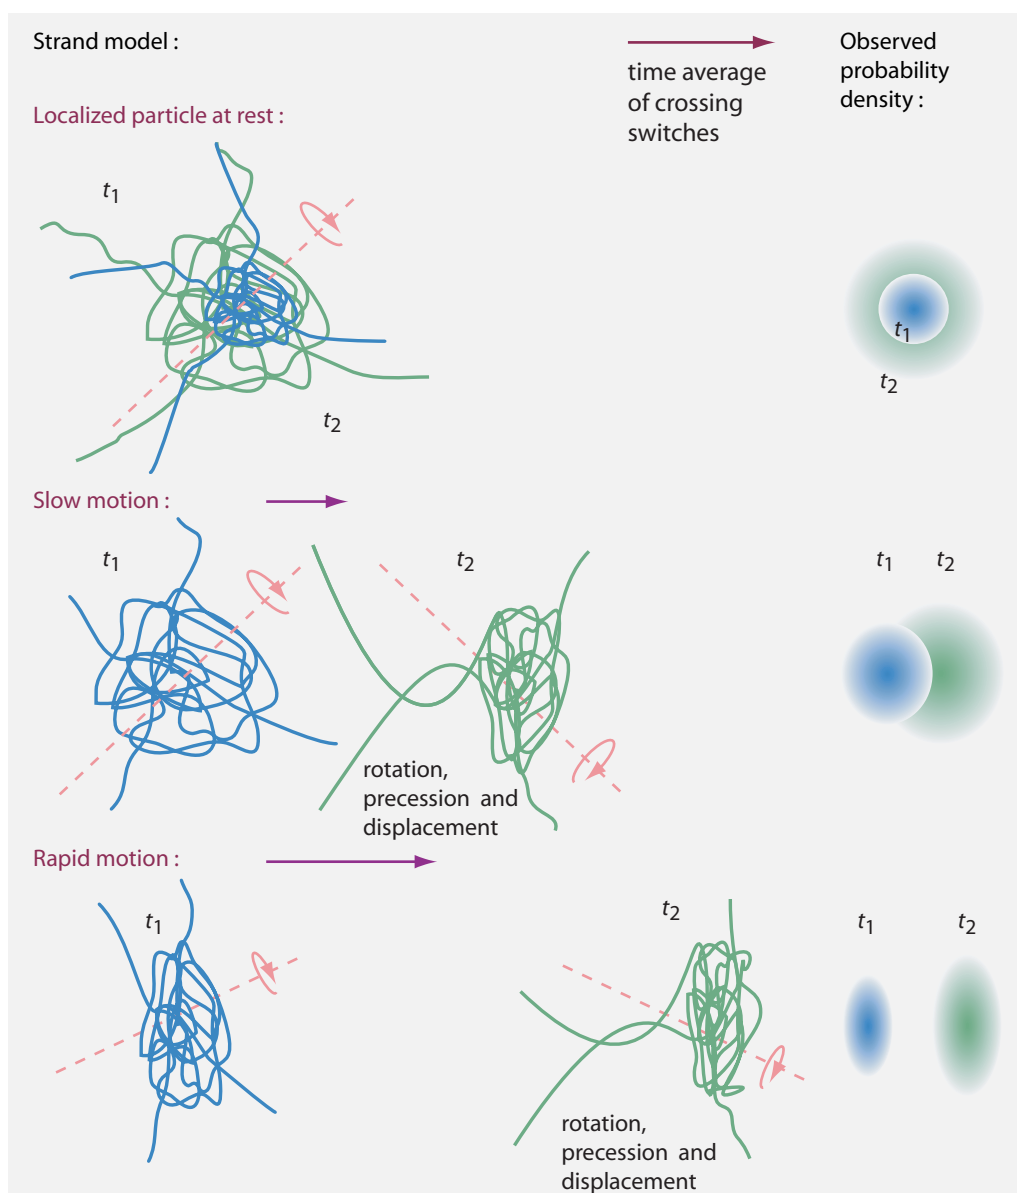 Strand model :
time average
of crossing
switches
Observed
probability
density :
Localized particle at rest :
t1
t2
t1
t2
Slow motion :
t1
t2
rotation,
precession and
displacement
t1
t2
Rapid motion :
t1
t2
rotation,
precession and
displacement
t1
t2